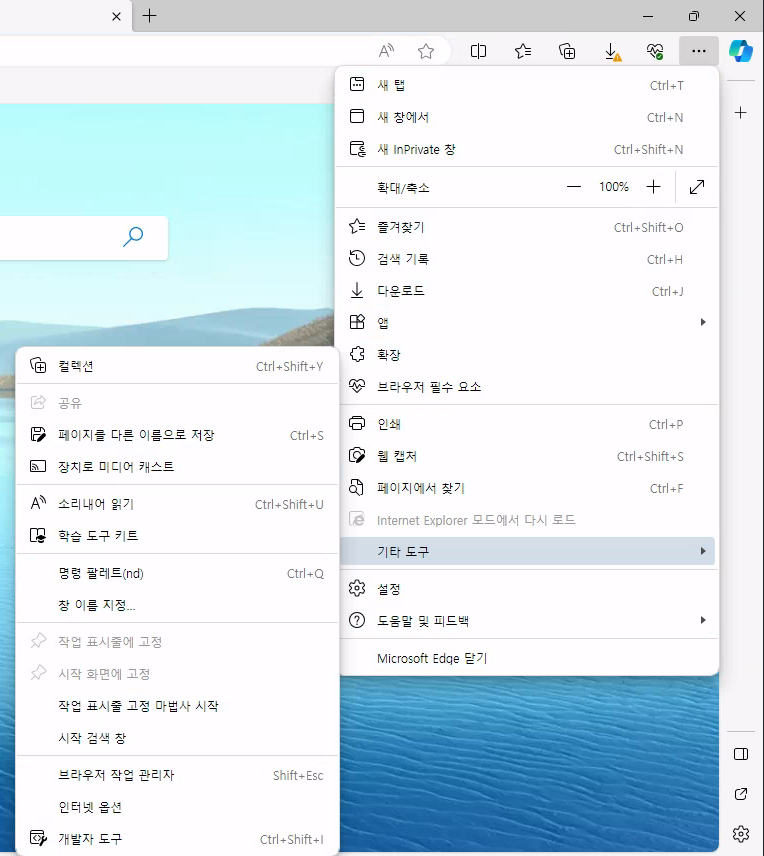 새 탭 Ctrl+T
새 창에서 Ctrl+N
새 InPrivate 창 Ctrl+Shift+N
확대/축소 100%
즐겨찾기 Ctrl+Shift+O
검색 기록 Ctrl+H
다운로드 Ctrl+J
앱
확장
브라우저 필수 요소
인쇄 Ctrl+P
웹 캡처 Ctrl+Shift+S
페이지에서 찾기 Ctrl+F
Internet Explorer 모드에서 다시 로드
기타 도구
설정
도움말 및 피드백
Microsoft Edge 닫기
컬렉션 Ctrl+Shift+Y
공유
페이지를 다른 이름으로 저장 Ctrl+S
장치로 미디어 캐스트
소리내어 읽기 Ctrl+Shift+U
학습 도구 키트
명령 팔레트(nd) Ctrl+Q
창 이름 지정...
작업 표시줄에 고정
시작 화면에 고정
작업 표시줄 고정 마법사 시작
시작 검색 창
브라우저 작업 관리자 Shift+Esc
인터넷 옵션
개발자 도구 Ctrl+Shift+I